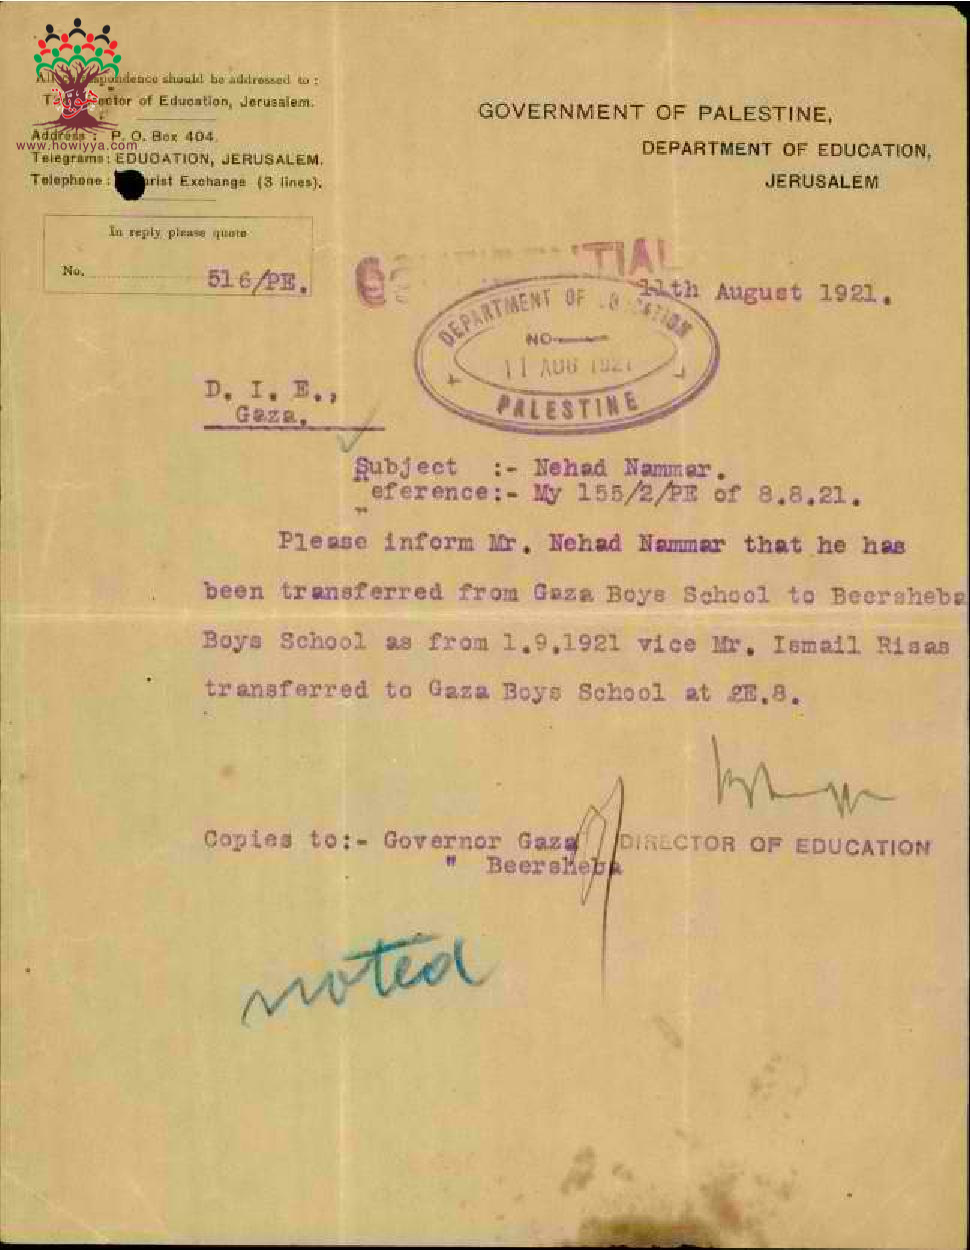 All correspondence should be addressed to :
The Director of Education, Jerusalem.
Address : P. O. Box 404.
www.howiyya.com
Telegrams : EDUCATION, JERUSALEM.
Telephone : Exchange (3 lines).
GOVERNMENT OF PALESTINE,
DEPARTMENT OF EDUCATION,
JERUSALEM
In reply please quote
No. 516/PE.
CONFIDENTIAL
11th August 1921.
DEPARTMENT OF EDUCATION
NO
11 AUG 1921
PALESTINE
D. I. E.,
Gaza.
Subject :- Nehad Nammar.
Reference:- My 155/2/PE of 8.8.21.
Please inform Mr. Nehad Nammar that he has
been transferred from Gaza Boys School to Beersheba
Boys School as from 1.9.1921 vice Mr. Ismail Risas
transferred to Gaza Boys School at £E.8.
Copies to:- Governor Gaza
" Beersheba
DIRECTOR OF EDUCATION
noted